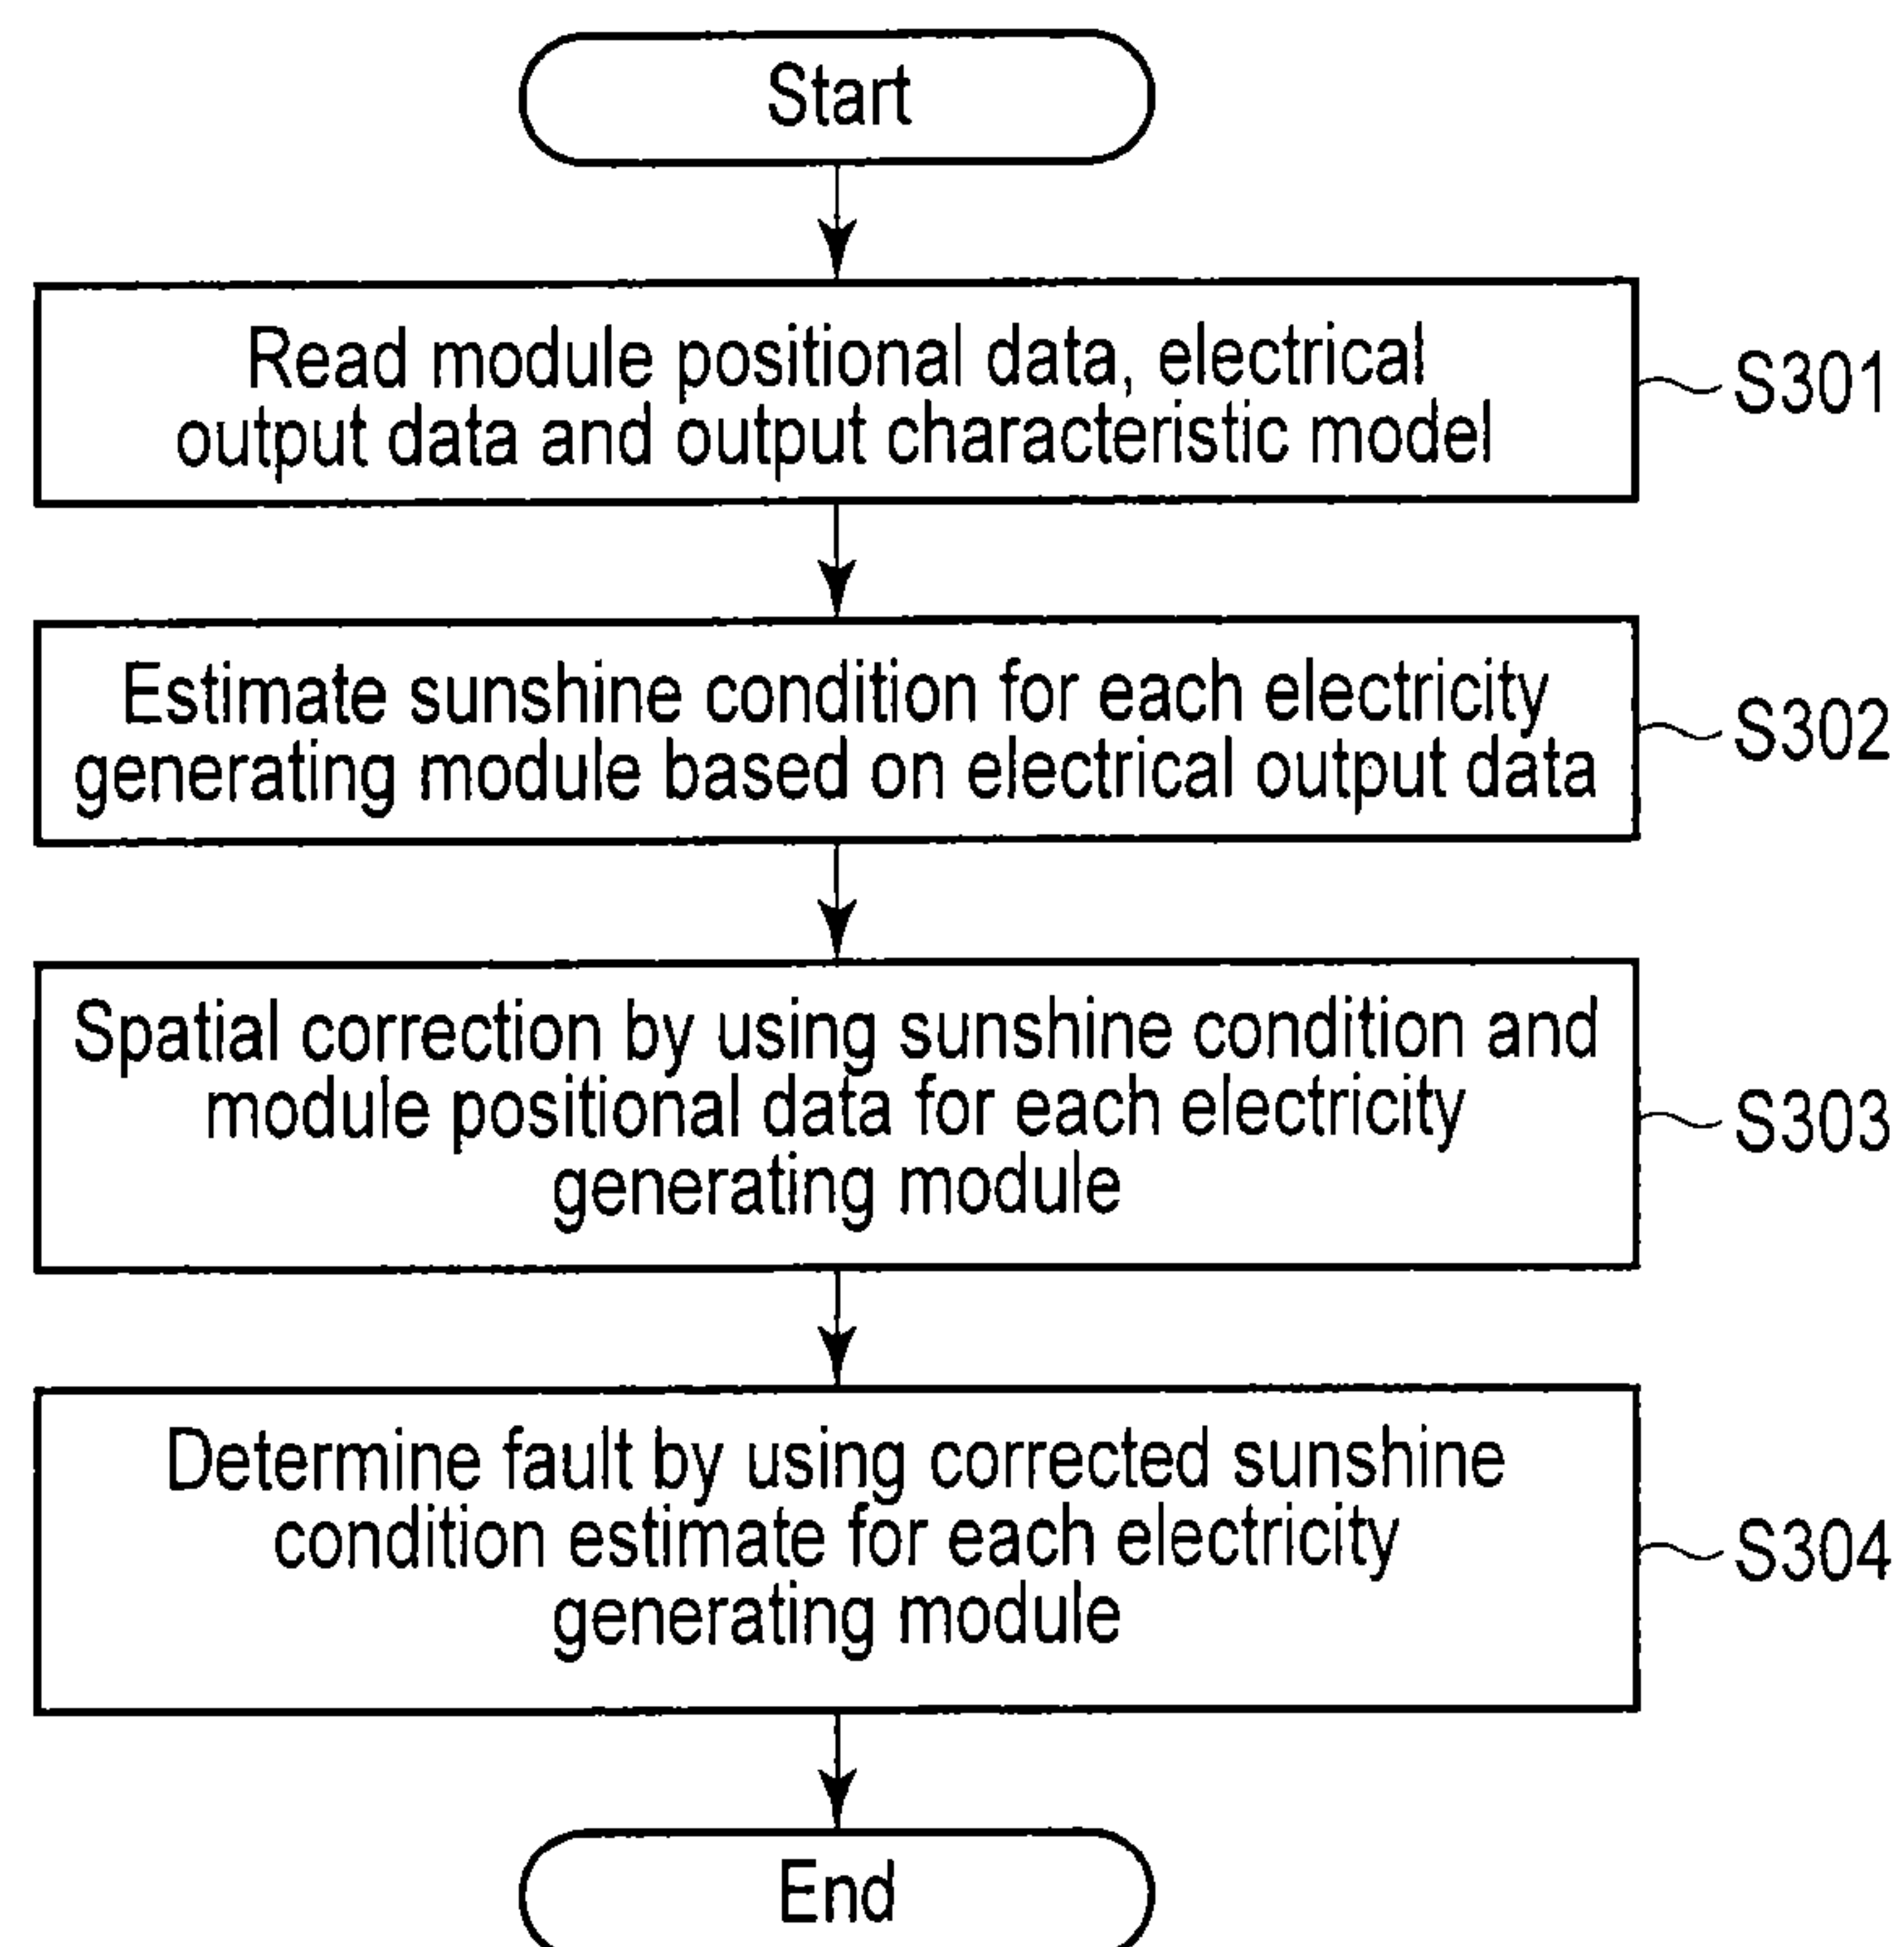 Start
Read module positional data, electrical
output data and output characteristic model
S301
Estimate sunshine condition for each electricity
generating module based on electrical output data
S302
Spatial correction by using sunshine condition and
module positional data for each electricity
generating module
S303
Determine fault by using corrected sunshine
condition estimate for each electricity
generating module
S304
End